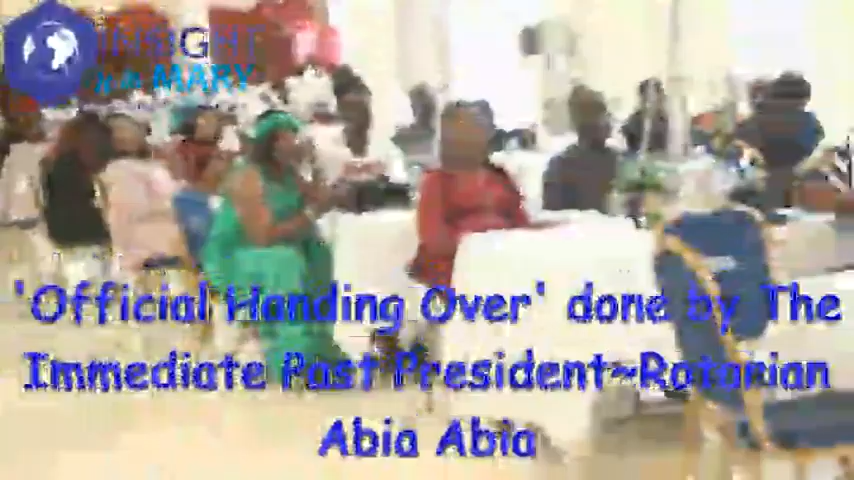 INSIGHT
MARY
'Official Handing Over' done by The
Immediate Past President~Rotarian
Abia Abia